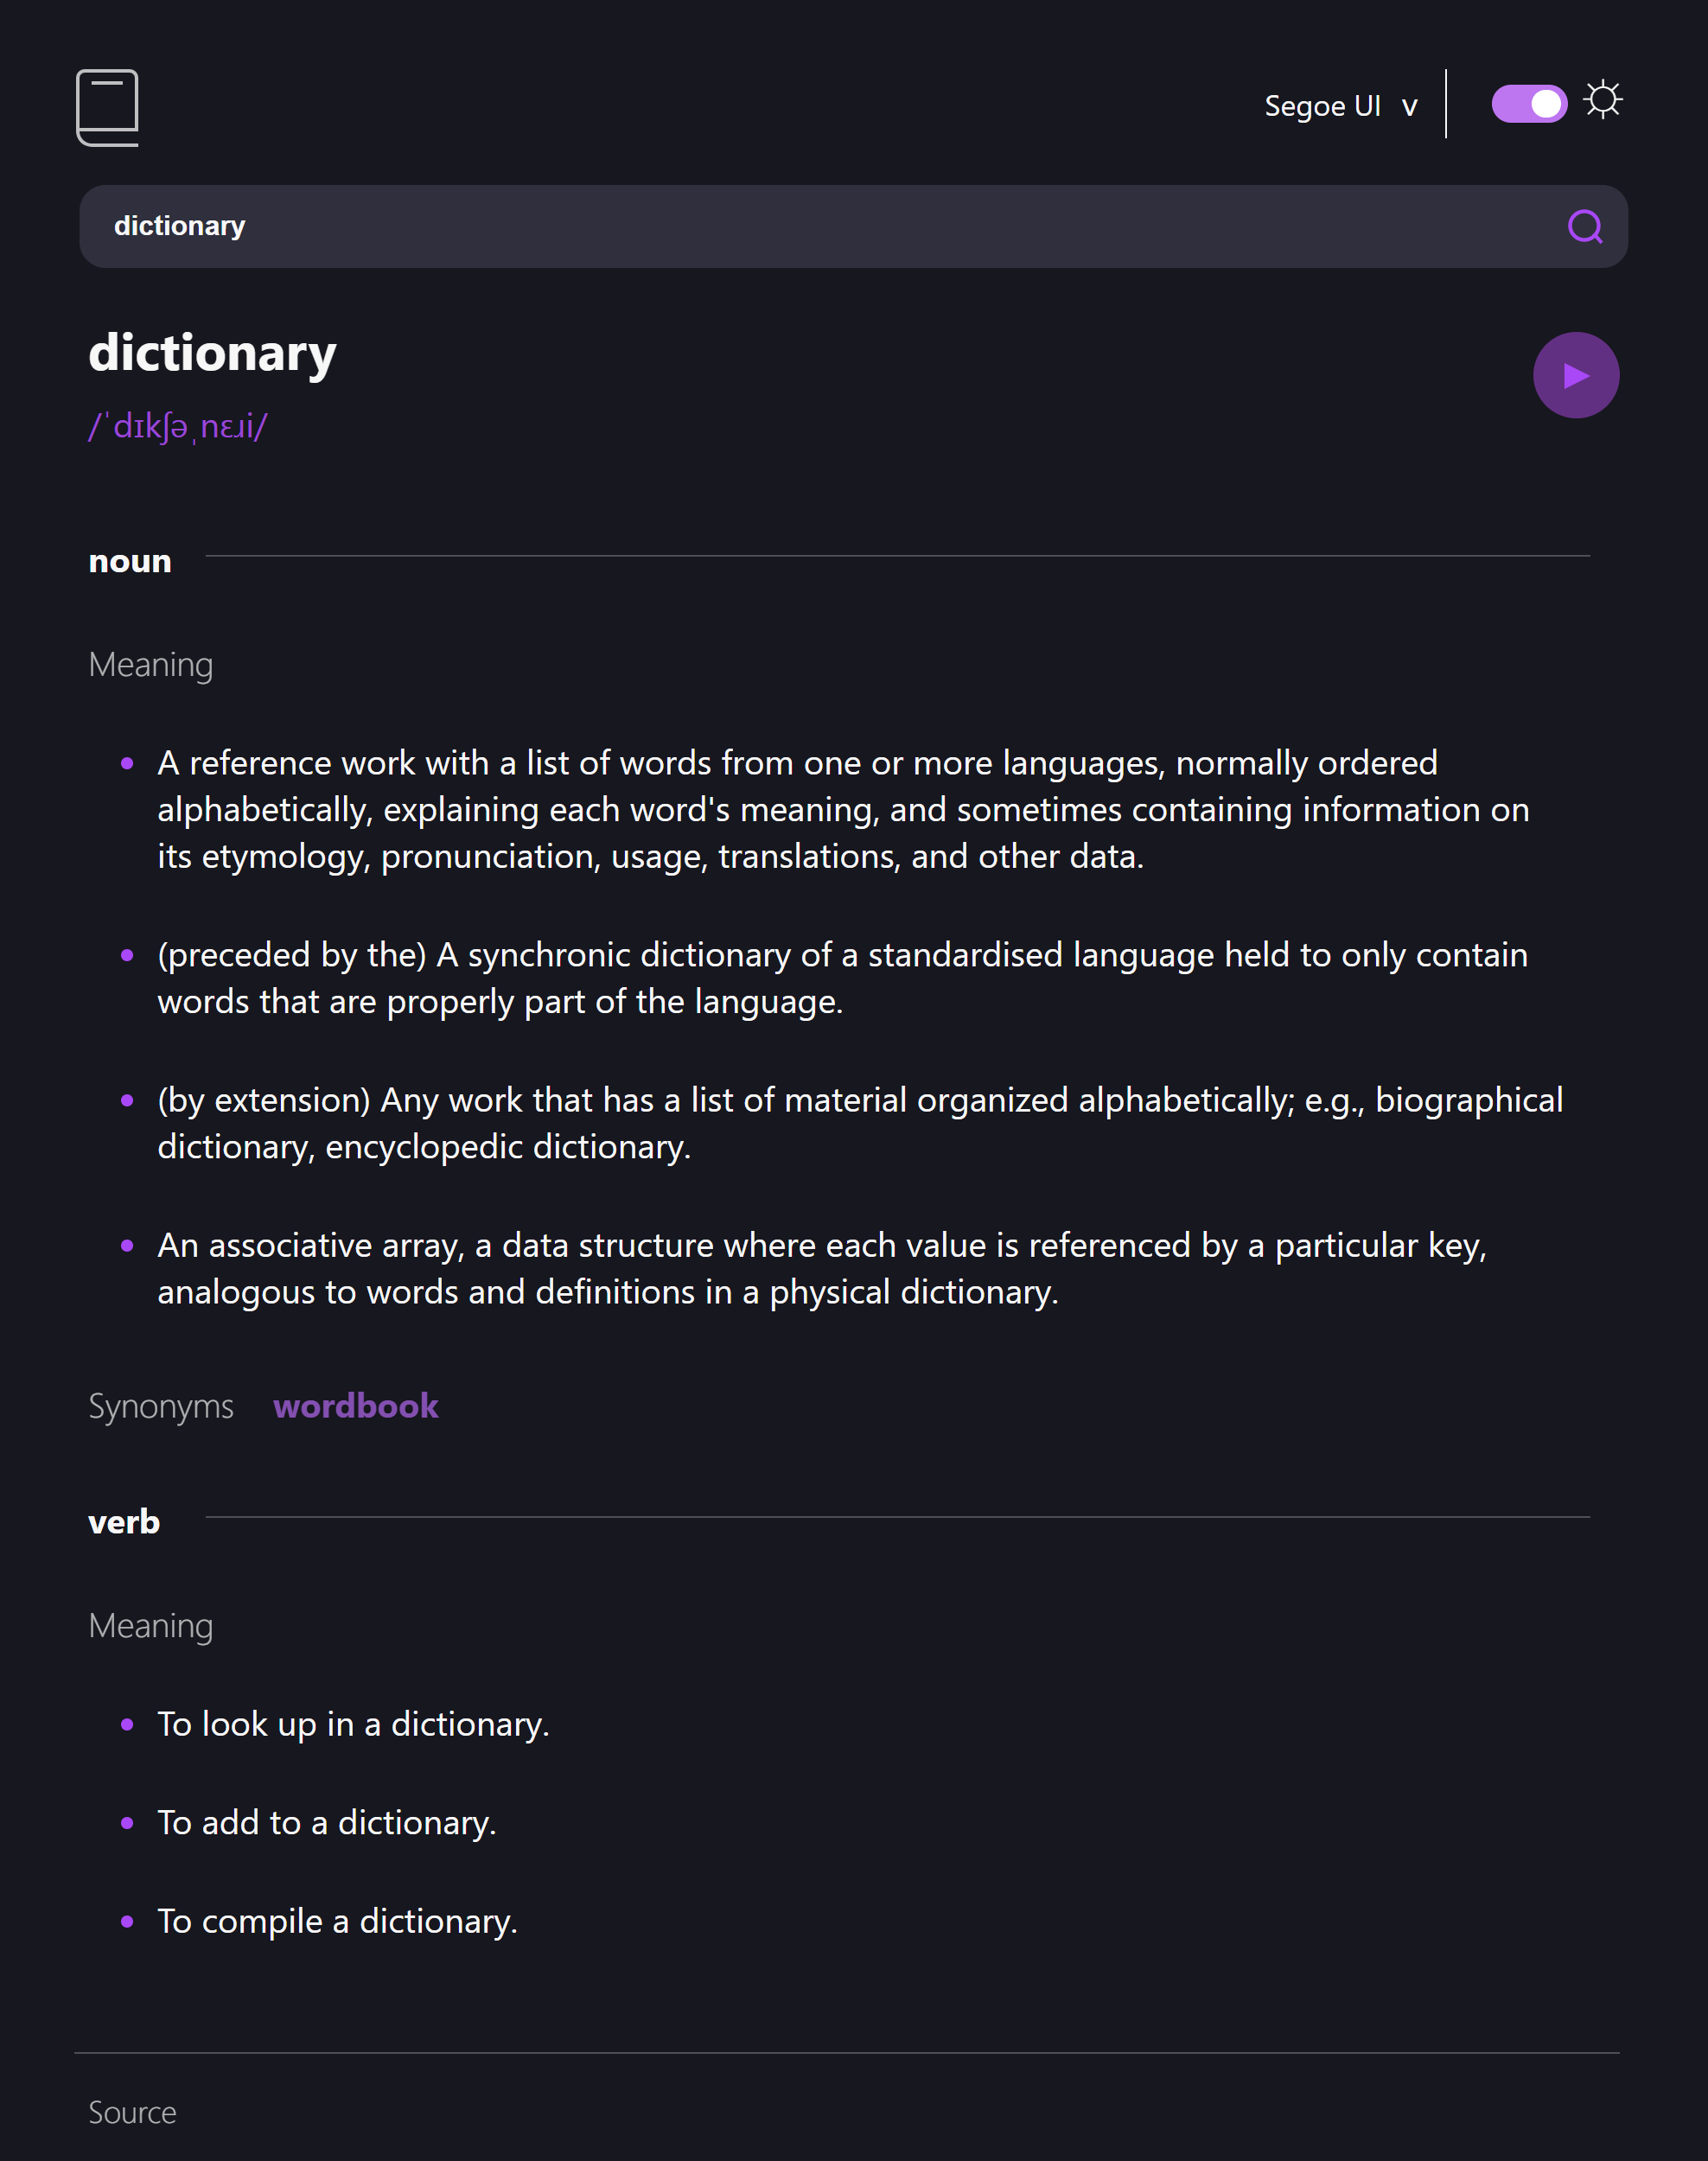 Segoe UI v
dictionary
dictionary
/ˈdɪkʃəˌnɛɹi/
noun
Meaning
A reference work with a list of words from one or more languages, normally ordered
alphabetically, explaining each word's meaning, and sometimes containing information on
its etymology, pronunciation, usage, translations, and other data.
(preceded by the) A synchronic dictionary of a standardised language held to only contain
words that are properly part of the language.
(by extension) Any work that has a list of material organized alphabetically; e.g., biographical
dictionary, encyclopedic dictionary.
An associative array, a data structure where each value is referenced by a particular key,
analogous to words and definitions in a physical dictionary.
Synonyms wordbook
verb
Meaning
To look up in a dictionary.
To add to a dictionary.
To compile a dictionary.
Source